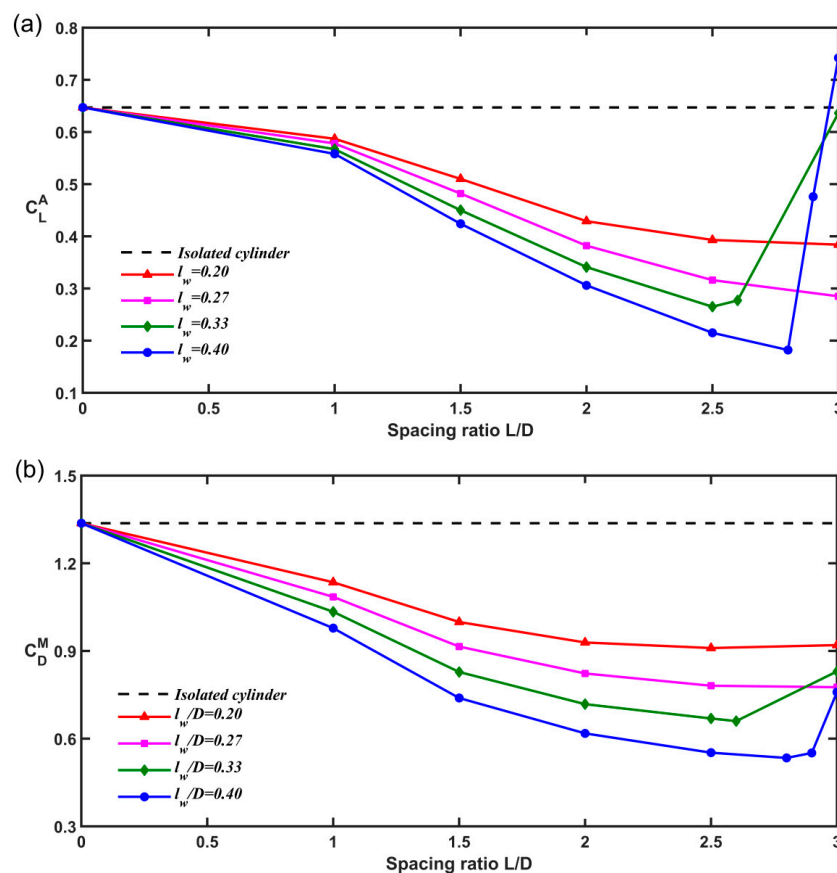 (a)
0.8
0.7
0.6
0.5
0.4
0.3
0.2
0.1
C_L^A
Isolated cylinder
l_w=0.20
l_w=0.27
l_w=0.33
l_w=0.40
0 0.5 1 1.5 2 2.5 3
Spacing ratio L/D
(b)
1.5
1.2
0.9
0.6
0.3
C_D^M
Isolated cylinder
l_w/D=0.20
l_w/D=0.27
l_w/D=0.33
l_w/D=0.40
0 0.5 1 1.5 2 2.5 3
Spacing ratio L/D